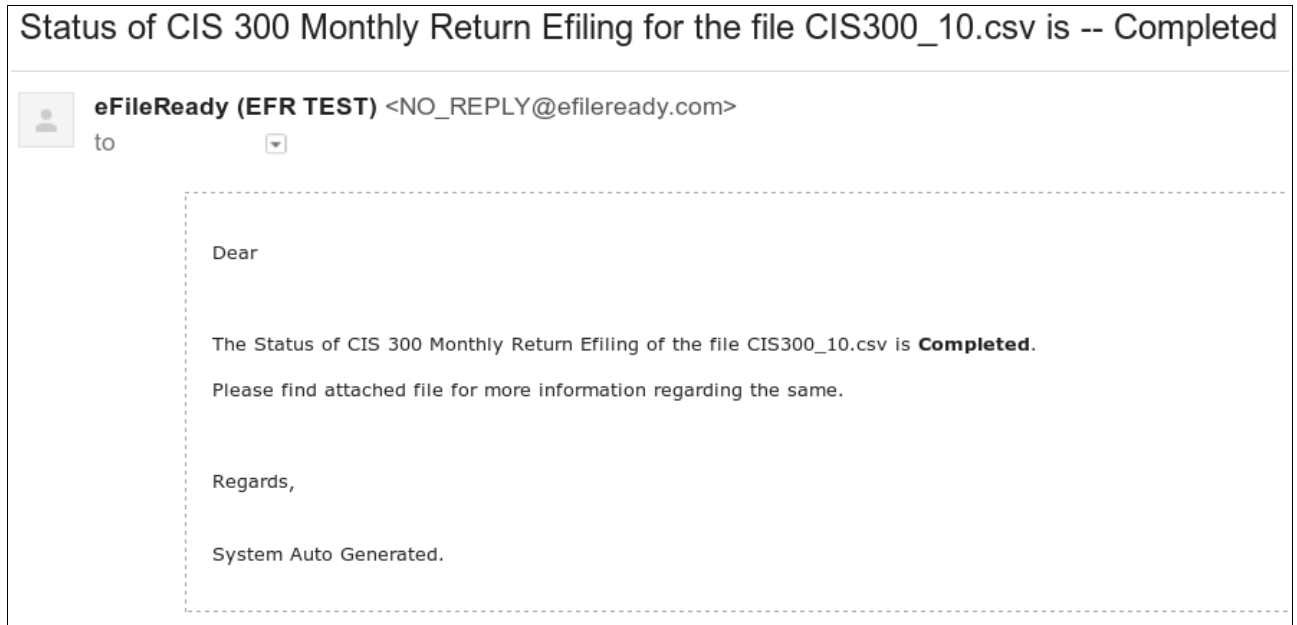 Status of CIS 300 Monthly Return Efiling for the file CIS300_10.csv is -- Completed
eFileReady (EFR TEST) <NO_REPLY@efileready.com>
to
Dear
The Status of CIS 300 Monthly Return Efiling of the file CIS300_10.csv is Completed.
Please find attached file for more information regarding the same.
Regards,
System Auto Generated.